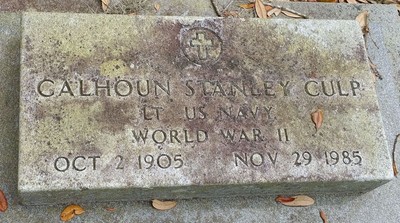 CALHOUN STANLEY CULP
LT US NAVY
WORLD WAR II
OCT 2 1905 NOV 29 1985